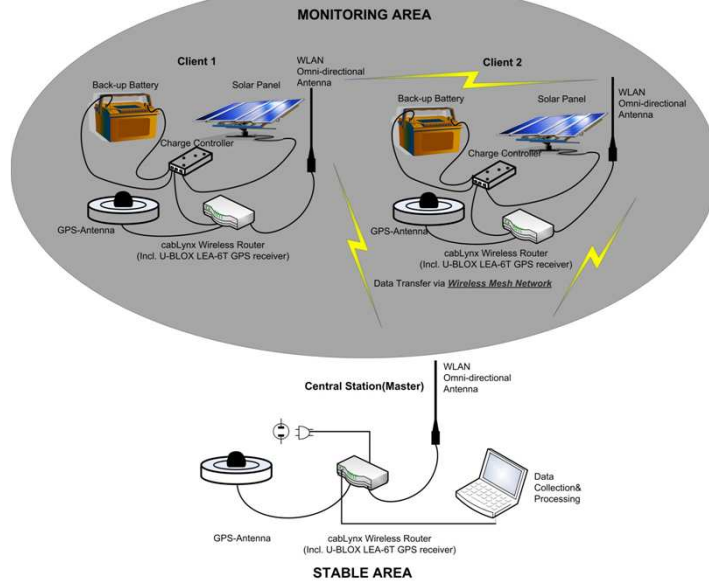 MONITORING AREA
Client 1
Back-up Battery
Solar Panel
WLAN
Omni-directional
Antenna
Charge Controller
GPS-Antenna
cabLynx Wireless Router
(Incl. U-BLOX LEA-6T GPS receiver)
Client 2
Back-up Battery
Solar Panel
WLAN
Omni-directional
Antenna
Charge Controller
GPS-Antenna
cabLynx Wireless Router
(Incl. U-BLOX LEA-6T GPS receiver)
Data Transfer via Wireless Mesh Network
Central Station(Master)
WLAN
Omni-directional
Antenna
Data
Collection&
Processing
GPS-Antenna
cabLynx Wireless Router
(Incl. U-BLOX LEA-6T GPS receiver)
STABLE AREA